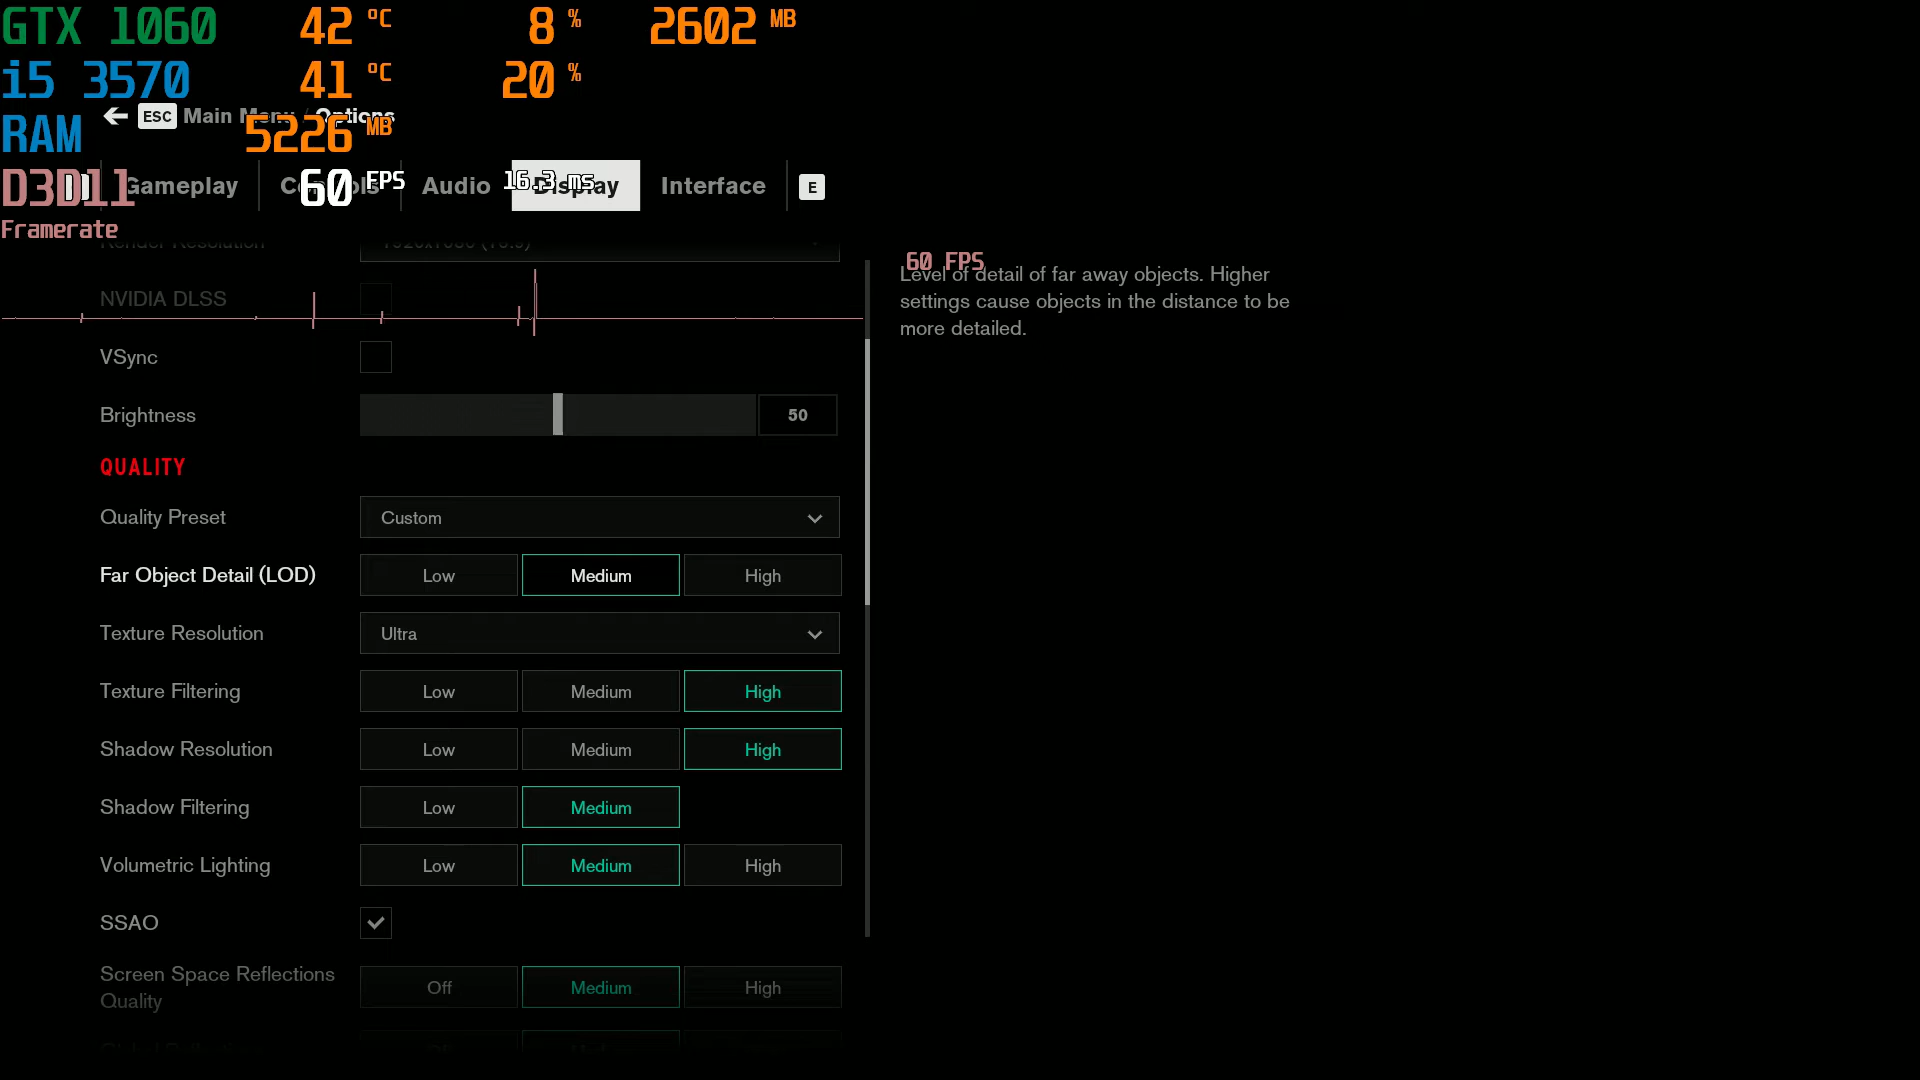 GTX 1060 42 °C 8 % 2602 MB
i5 3570 41 °C 20 %
ESC Main Menu / Options
RAM 5226 MB
D3D11 60 FPS 16.3 ms
Gameplay Controls Audio Display Interface E
Framerate
Render Resolution
60 FPS
Level of detail of far away objects. Higher
settings cause objects in the distance to be
more detailed.
NVIDIA DLSS
VSync
Brightness 50
QUALITY
Quality Preset Custom
Far Object Detail (LOD) Low Medium High
Texture Resolution Ultra
Texture Filtering Low Medium High
Shadow Resolution Low Medium High
Shadow Filtering Low Medium
Volumetric Lighting Low Medium High
SSAO
Screen Space Reflections
Quality Off Medium High